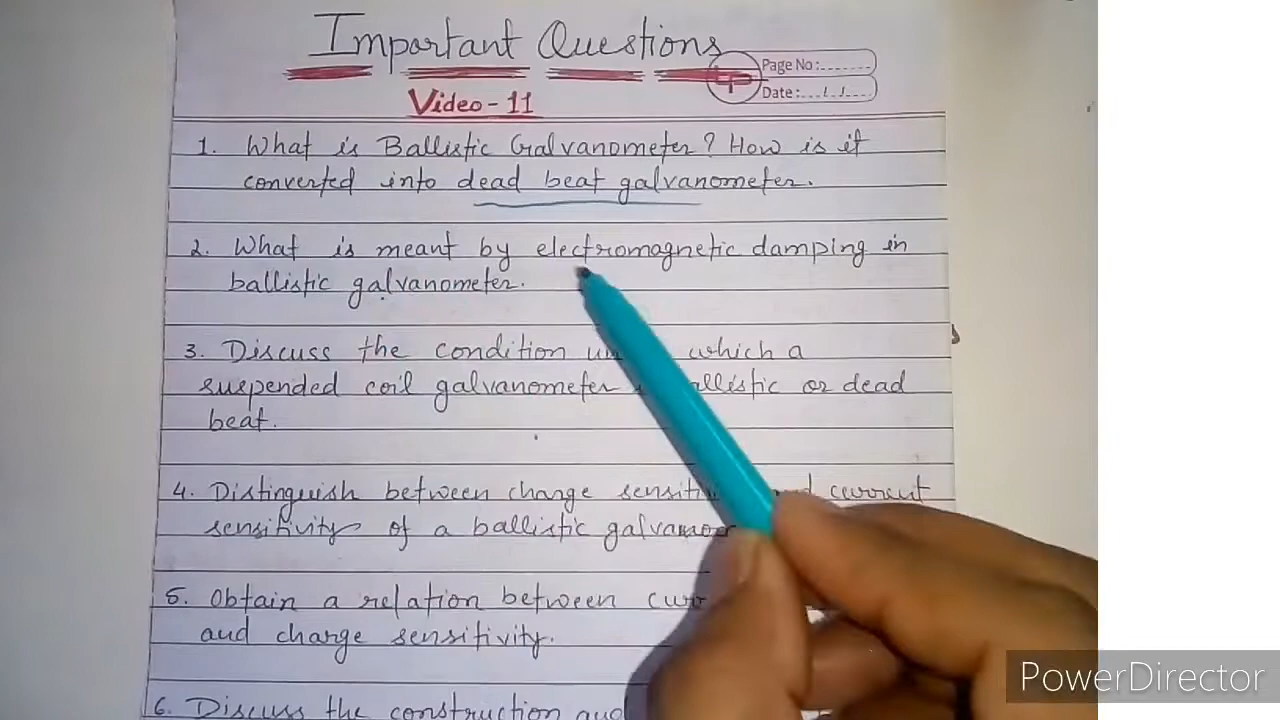 Important Questions
Page No :
Date : / /
Video - 11
1. What is Ballistic Galvanometer? How is it
converted into dead beat galvanometer.
2. What is meant by electromagnetic damping in
ballistic galvanometer.
3. Discuss the condition which a
suspended coil galvanometer ballistic or dead
beat.
4. Distinguish between charge current
sensitivity of a ballistic
5. Obtain a relation between
and charge sensitivity.
6. Discuss the construction
PowerDirector